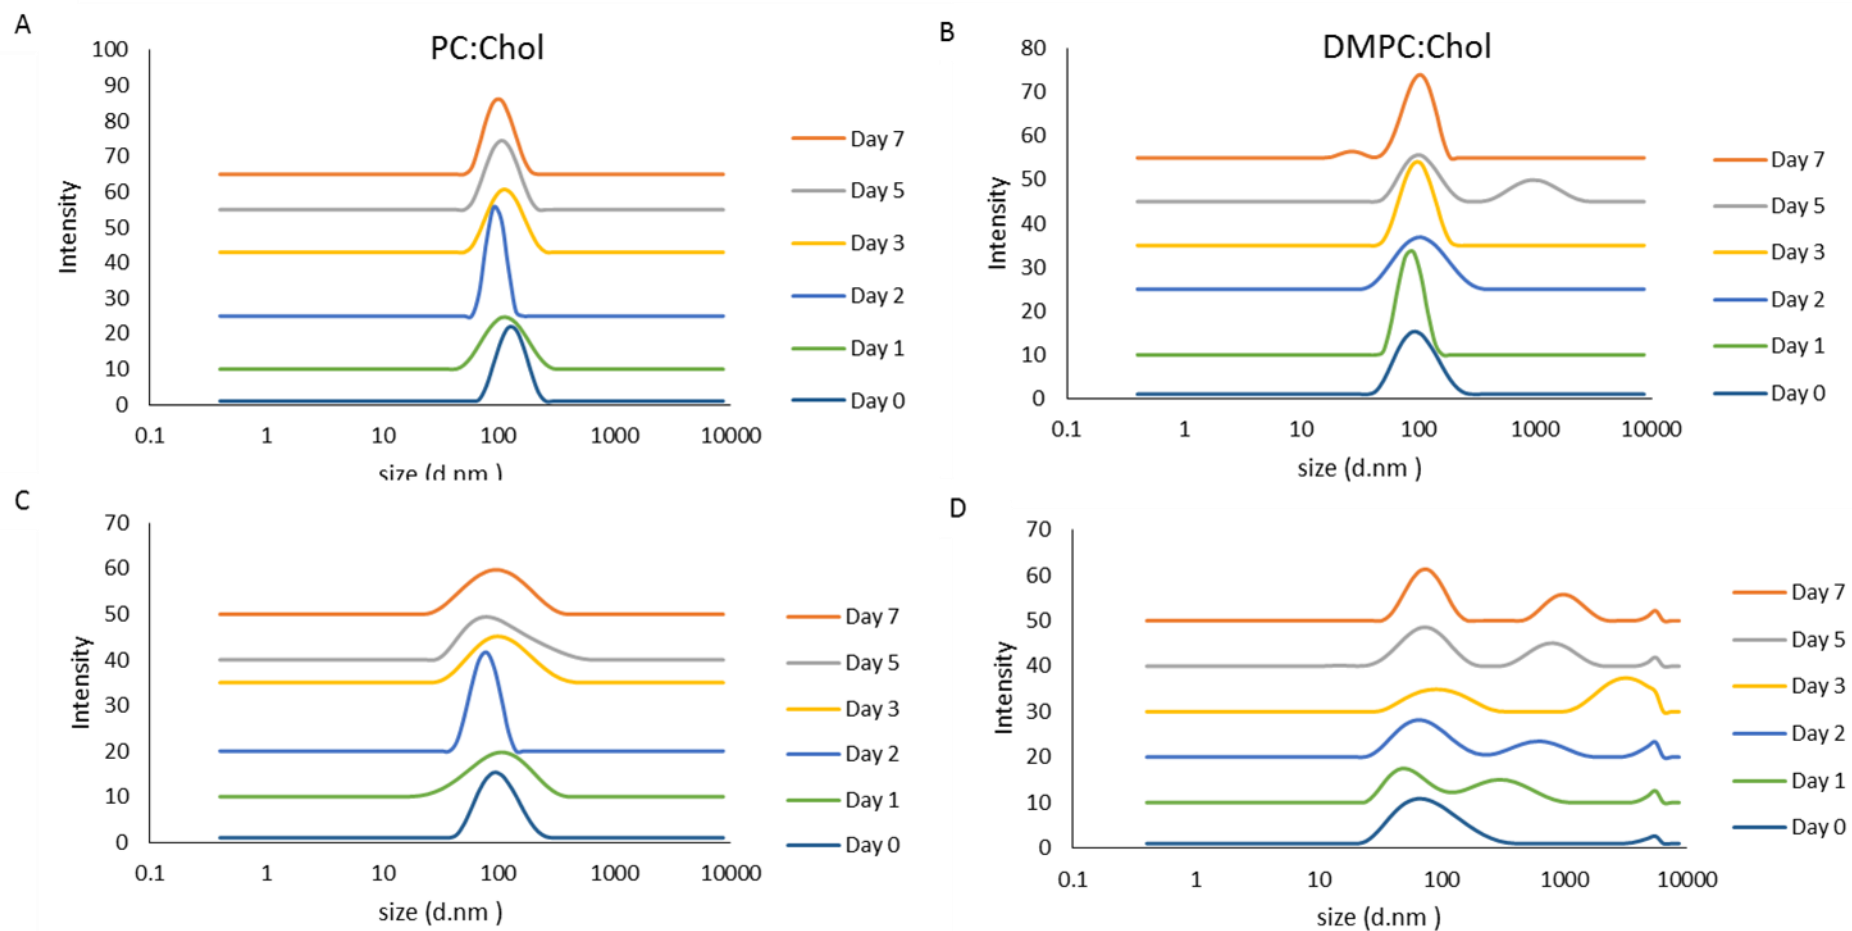 A
PC:Chol
100
90
80
70
60
50
40
30
20
10
0
Intensity
0.1 1 10 100 1000 10000
size (d.nm )
Day 7
Day 5
Day 3
Day 2
Day 1
Day 0
B
DMPC:Chol
80
70
60
50
40
30
20
10
0
Intensity
0.1 1 10 100 1000 10000
size (d.nm )
Day 7
Day 5
Day 3
Day 2
Day 1
Day 0
C
70
60
50
40
30
20
10
0
Intensity
0.1 1 10 100 1000 10000
size (d.nm )
Day 7
Day 5
Day 3
Day 2
Day 1
Day 0
D
70
60
50
40
30
20
10
0
Intensity
0.1 1 10 100 1000 10000
size (d.nm )
Day 7
Day 5
Day 3
Day 2
Day 1
Day 0